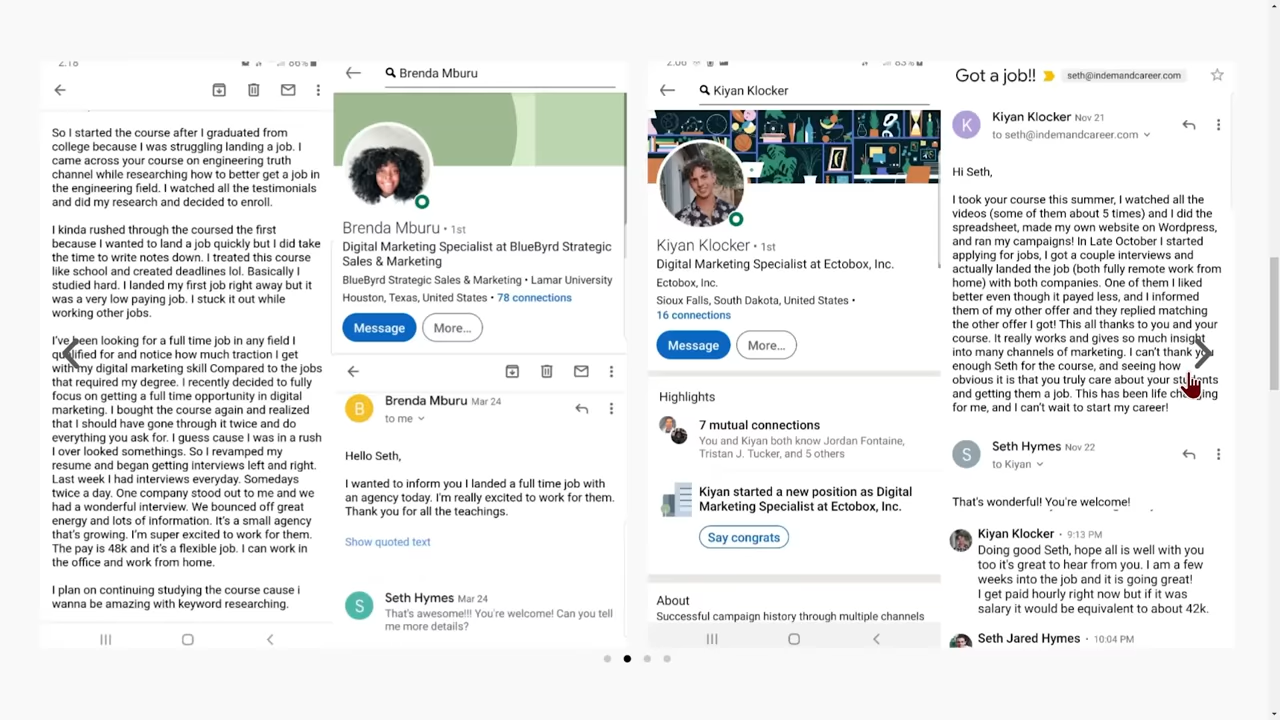 2:18
86%
So I started the course after I graduated from
college because I was struggling landing a job. I
came across your course on engineering truth
channel while researching how to better get a job in
the engineering field. I watched all the testimonials
and did my research and decided to enroll.
I kinda rushed through the coursed the first
because I wanted to land a job quickly but I did take
the time to write notes down. I treated this course
like school and created deadlines lol. Basically I
studied hard. I landed my first job right away but it
was a very low paying job. I stuck it out while
working other jobs.
I've been looking for a full time job in any field I
qualified for and notice how much traction I get
with my digital marketing skill Compared to the jobs
that required my degree. I recently decided to fully
focus on getting a full time opportunity in digital
marketing. I bought the course again and realized
that I should have gone through it twice and do
everything you ask for. I guess cause I was in a rush
I over looked somethings. So I revamped my
resume and began getting interviews left and right.
Last week I had interviews everyday. Somedays
twice a day. One company stood out to me and we
had a wonderful interview. We bounced off great
energy and lots of information. It's a small agency
that's growing. I'm super excited to work for them.
The pay is 48k and it's a flexible job. I can work in
the office and work from home.
I plan on continuing studying the course cause i
wanna be amazing with keyword researching.
Brenda Mburu
Brenda Mburu • 1st
Digital Marketing Specialist at BlueByrd Strategic
Sales & Marketing
BlueByrd Strategic Sales & Marketing • Lamar University
Houston, Texas, United States • 78 connections
Message
More...
B
Brenda Mburu Mar 24
to me
Hello Seth,
I wanted to inform you I landed a full time job with
an agency today. I'm really excited to work for them.
Thank you for all the teachings.
Show quoted text
S
Seth Hymes Mar 24
That's awesome!!! You're welcome! Can you tell
me more details?
2:06
83%
Kiyan Klocker
Kiyan Klocker • 1st
Digital Marketing Specialist at Ectobox, Inc.
Ectobox, Inc.
Sioux Falls, South Dakota, United States •
16 connections
Message
More...
Highlights
7 mutual connections
You and Kiyan both know Jordan Fontaine,
Tristan J. Tucker, and 5 others
Kiyan started a new position as Digital
Marketing Specialist at Ectobox, Inc.
Say congrats
About
Successful campaign history through multiple channels
Got a job!! seth@indemandcareer.com
K
Kiyan Klocker Nov 21
to seth@indemandcareer.com
Hi Seth,
I took your course this summer, I watched all the
videos (some of them about 5 times) and I did the
spreadsheet, made my own website on Wordpress,
and ran my campaigns! In Late October I started
applying for jobs, I got a couple interviews and
actually landed the job (both fully remote work from
home) with both companies. One of them I liked
better even though it payed less, and I informed
them of my other offer and they replied matching
the other offer I got! This all thanks to you and your
course. It really works and gives so much insight
into many channels of marketing. I can't thank you
enough Seth for the course, and seeing how
obvious it is that you truly care about your students
and getting them a job. This has been life changing
for me, and I can't wait to start my career!
S
Seth Hymes Nov 22
to Kiyan
That's wonderful! You're welcome!
Kiyan Klocker • 9:13 PM
Doing good Seth, hope all is well with you
too it's great to hear from you. I am a few
weeks into the job and it is going great!
I get paid hourly right now but if it was
salary it would be equivalent to about 42k.
Seth Jared Hymes • 10:04 PM